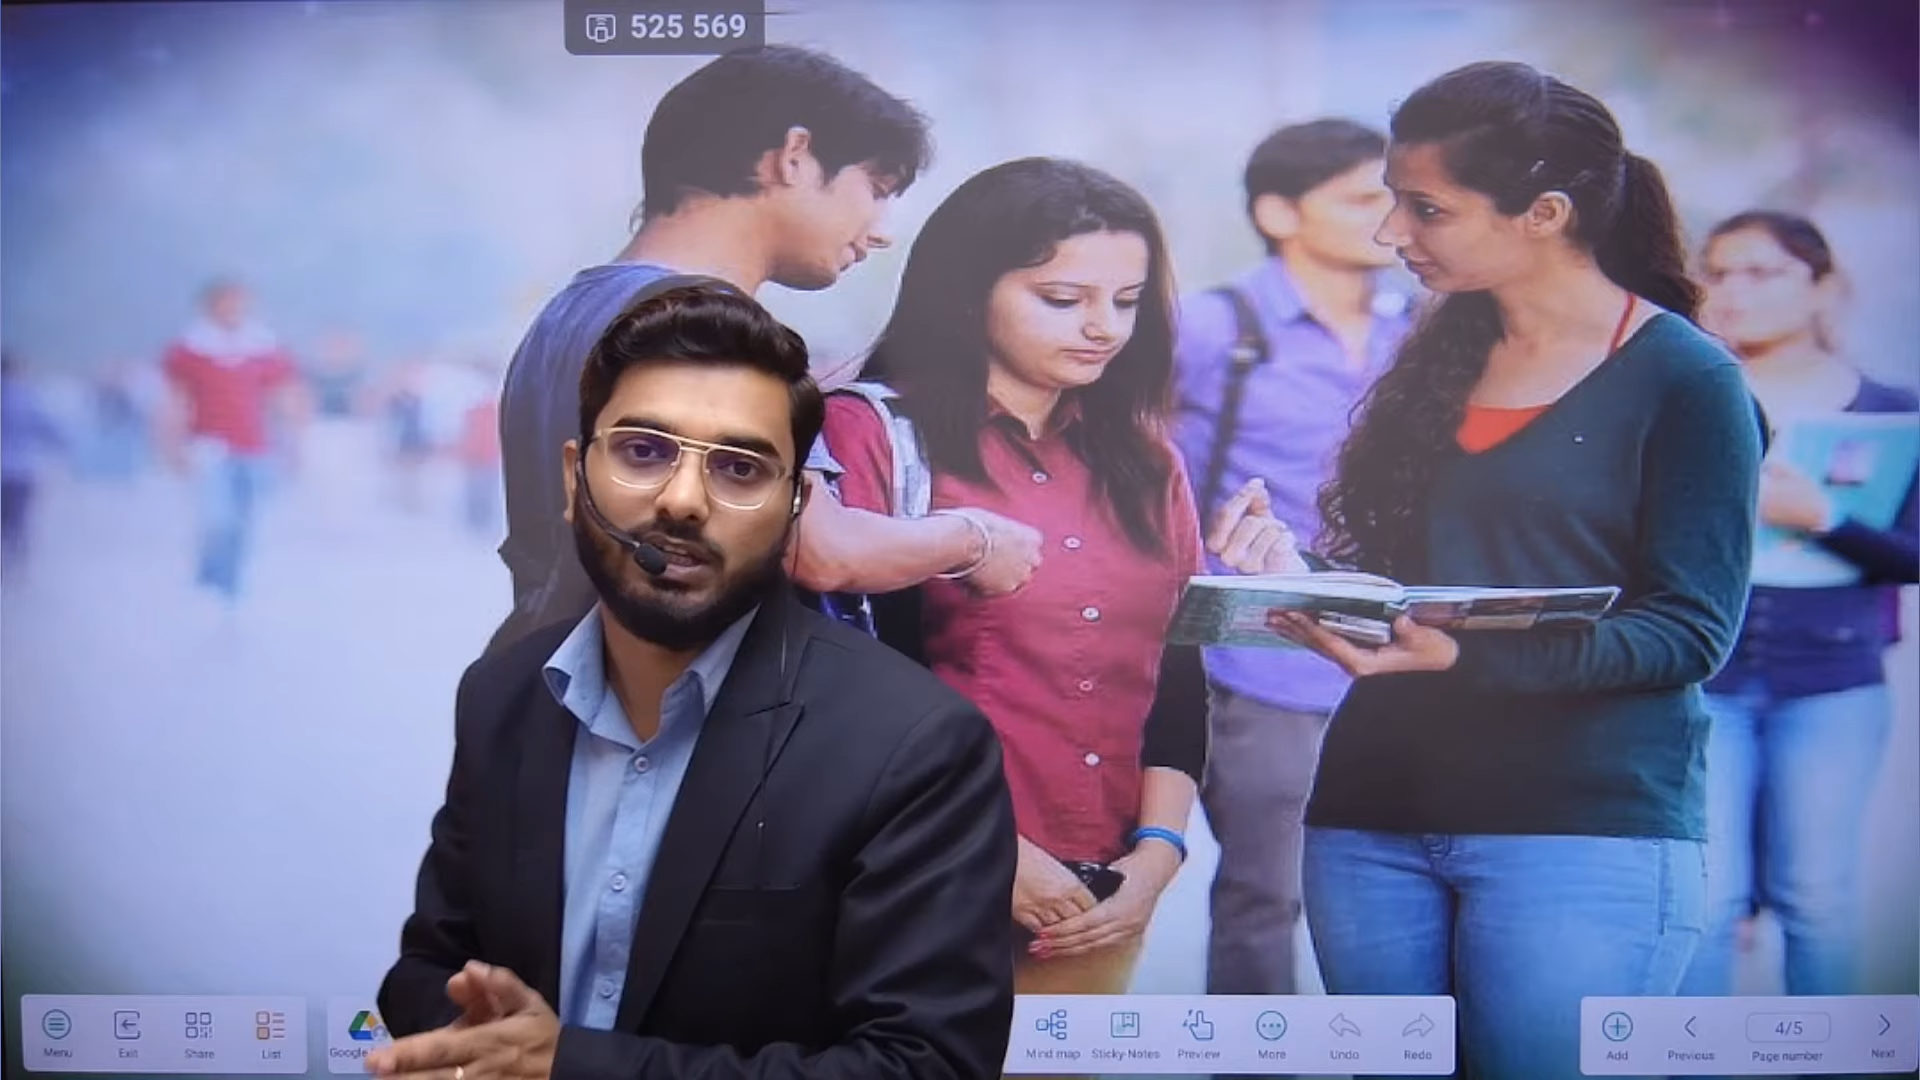 525 569
Menu
Exit
Share
List
Google
Mind map
Sticky Notes
Preview
More
Undo
Redo
Add
Previous
4/5
Page number
Next